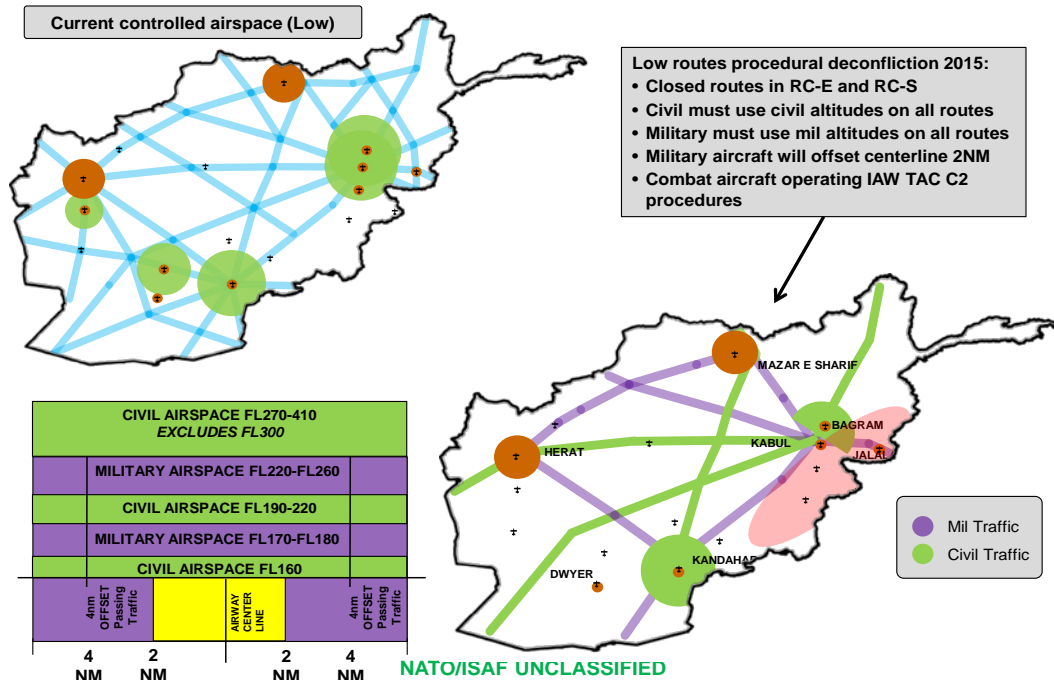 Current controlled airspace (Low)
Low routes procedural deconfliction 2015:
• Closed routes in RC-E and RC-S
• Civil must use civil altitudes on all routes
• Military must use mil altitudes on all routes
• Military aircraft will offset centerline 2NM
• Combat aircraft operating IAW TAC C2
procedures
MAZAR E SHARIF
BAGRAM
KABUL
JALAL
HERAT
KANDAHAR
DWYER
Mil Traffic
Civil Traffic
CIVIL AIRSPACE FL270-410
EXCLUDES FL300
MILITARY AIRSPACE FL220-FL260
CIVIL AIRSPACE FL190-220
MILITARY AIRSPACE FL170-FL180
CIVIL AIRSPACE FL160
4nm
OFFSET
Passing
Traffic
AIRWAY
CENTER
LINE
4nm
OFFSET
Passing
Traffic
4
NM
2
NM
2
NM
4
NM
NATO/ISAF UNCLASSIFIED